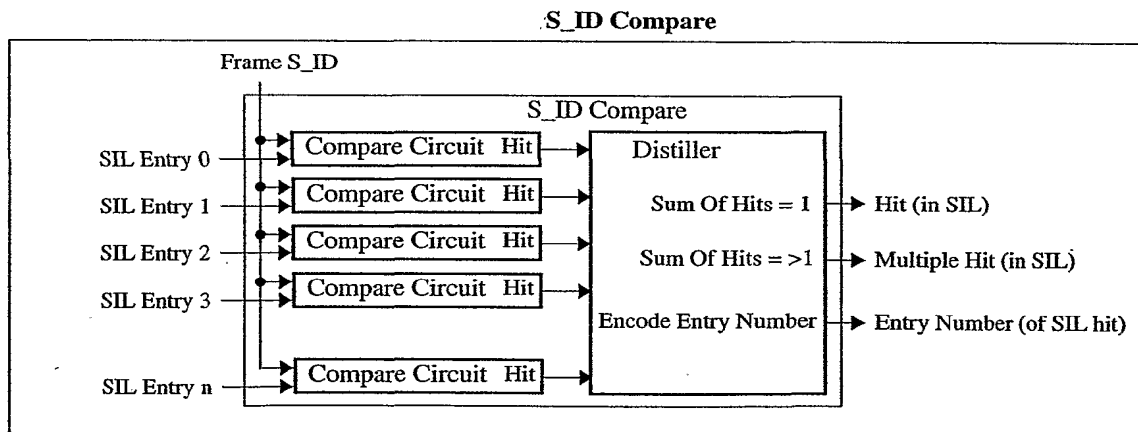 S_ID Compare
Frame S_ID
S_ID Compare
SIL Entry 0
Compare Circuit Hit
Distiller
SIL Entry 1
Compare Circuit Hit
Sum Of Hits = 1
Hit (in SIL)
SIL Entry 2
Compare Circuit Hit
Sum Of Hits = >1
Multiple Hit (in SIL)
SIL Entry 3
Compare Circuit Hit
Encode Entry Number
Entry Number (of SIL hit)
SIL Entry n
Compare Circuit Hit